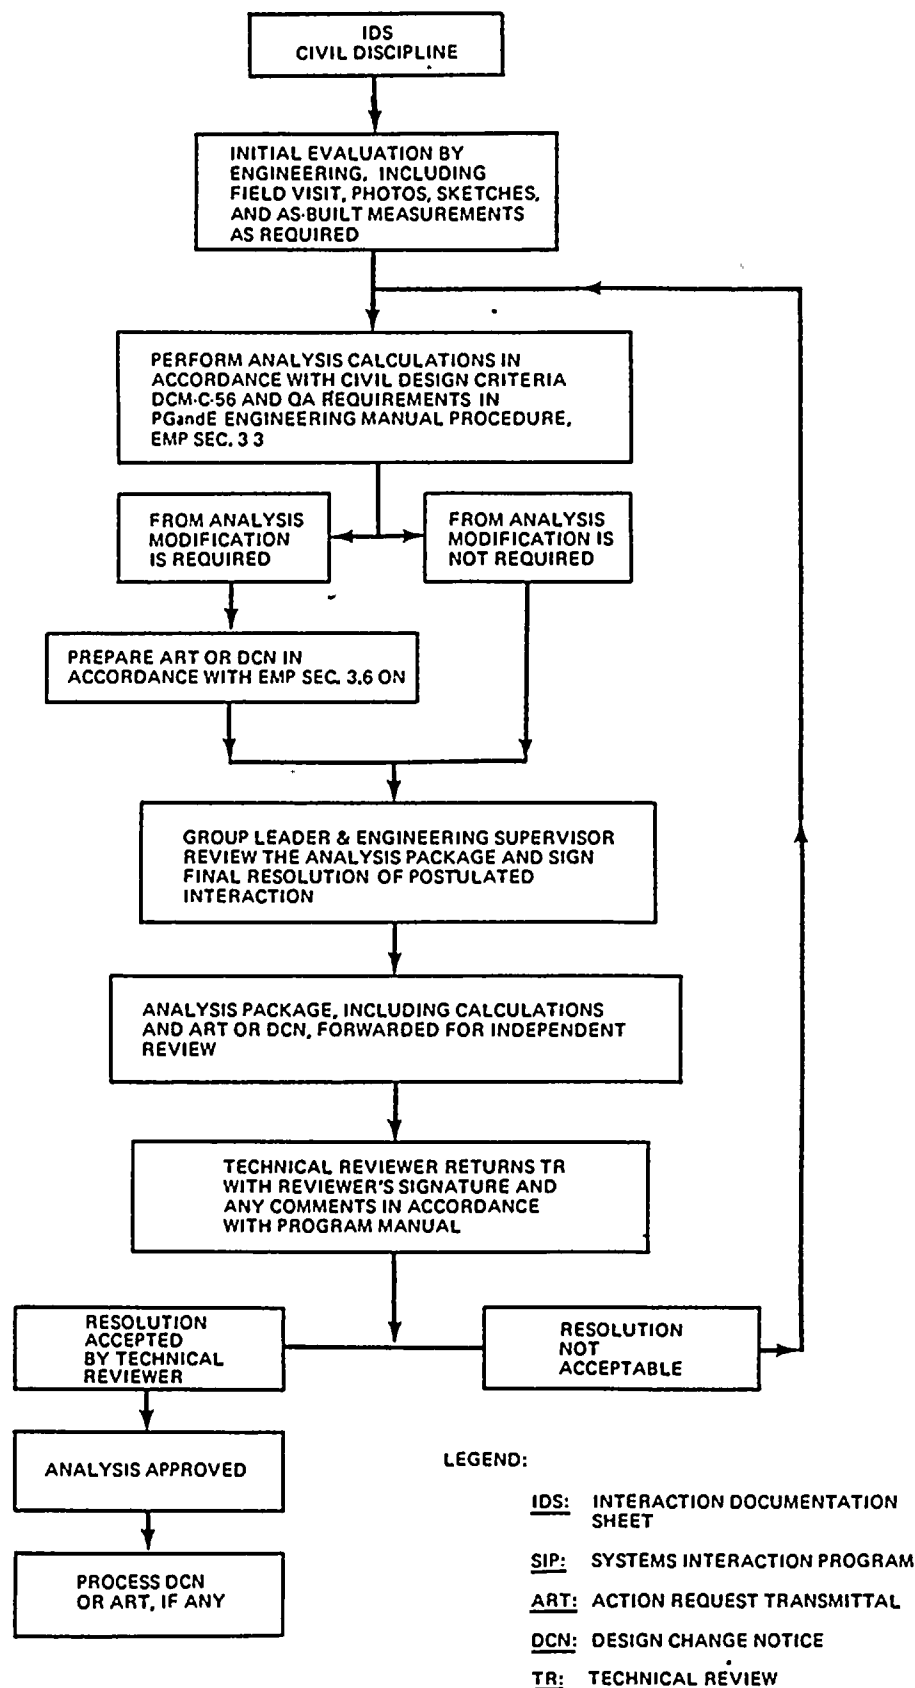 IDS
CIVIL DISCIPLINE
INITIAL EVALUATION BY
ENGINEERING, INCLUDING
FIELD VISIT, PHOTOS, SKETCHES,
AND AS-BUILT MEASUREMENTS
AS REQUIRED
PERFORM ANALYSIS CALCULATIONS IN
ACCORDANCE WITH CIVIL DESIGN CRITERIA
DCM-C-56 AND QA REQUIREMENTS IN
PGandE ENGINEERING MANUAL PROCEDURE,
EMP SEC. 3 3
FROM ANALYSIS
MODIFICATION
IS REQUIRED
FROM ANALYSIS
MODIFICATION IS
NOT REQUIRED
PREPARE ART OR DCN IN
ACCORDANCE WITH EMP SEC. 3.6 ON
GROUP LEADER & ENGINEERING SUPERVISOR
REVIEW THE ANALYSIS PACKAGE AND SIGN
FINAL RESOLUTION OF POSTULATED
INTERACTION
ANALYSIS PACKAGE, INCLUDING CALCULATIONS
AND ART OR DCN, FORWARDED FOR INDEPENDENT
REVIEW
TECHNICAL REVIEWER RETURNS TR
WITH REVIEWER'S SIGNATURE AND
ANY COMMENTS IN ACCORDANCE
WITH PROGRAM MANUAL
RESOLUTION
ACCEPTED
BY TECHNICAL
REVIEWER
RESOLUTION
NOT
ACCEPTABLE
ANALYSIS APPROVED
PROCESS DCN
OR ART, IF ANY
LEGEND:
IDS: INTERACTION DOCUMENTATION
SHEET
SIP: SYSTEMS INTERACTION PROGRAM
ART: ACTION REQUEST TRANSMITTAL
DCN: DESIGN CHANGE NOTICE
TR: TECHNICAL REVIEW